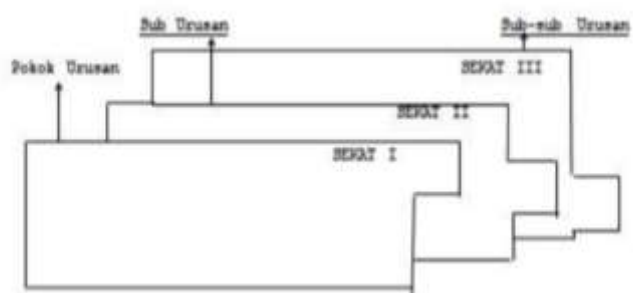 Sub Urusan
Sub-sub Urusan
Pokok Urusan
SEKAT III
SEKAT II
SEKAT I